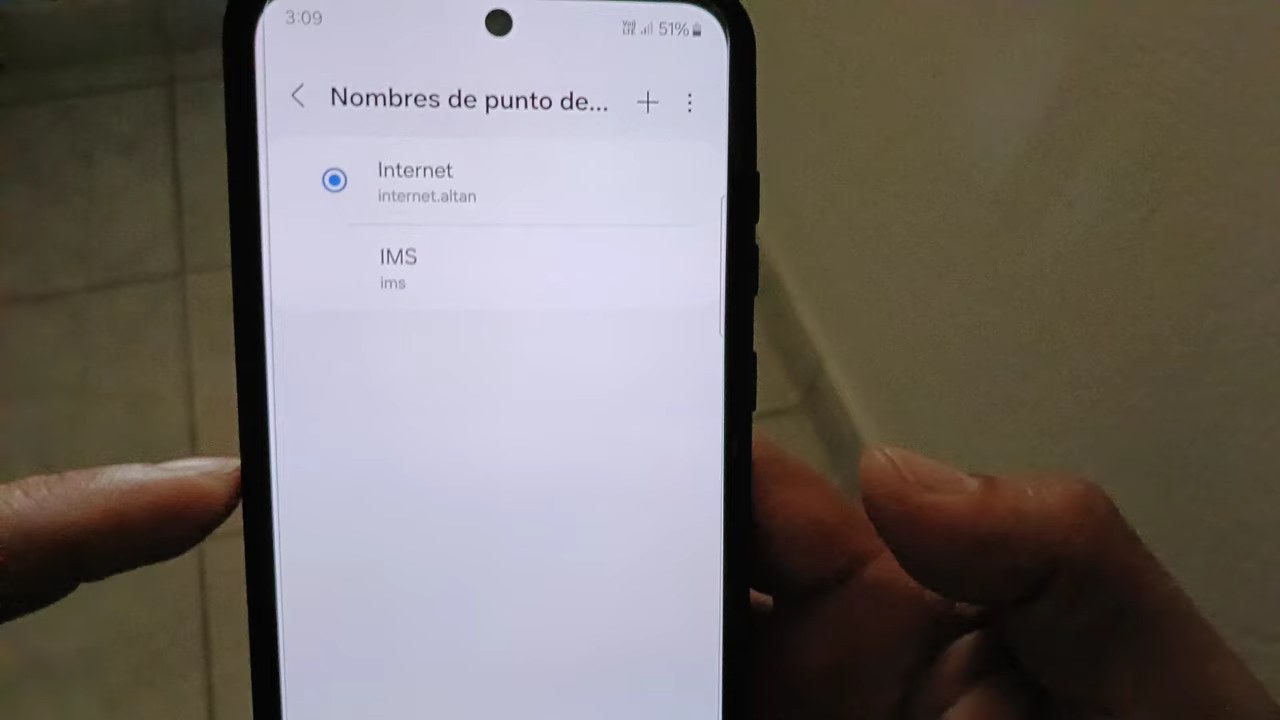 3:09
51%
Nombres de punto de...
Internet
internet.altan
IMS
ims